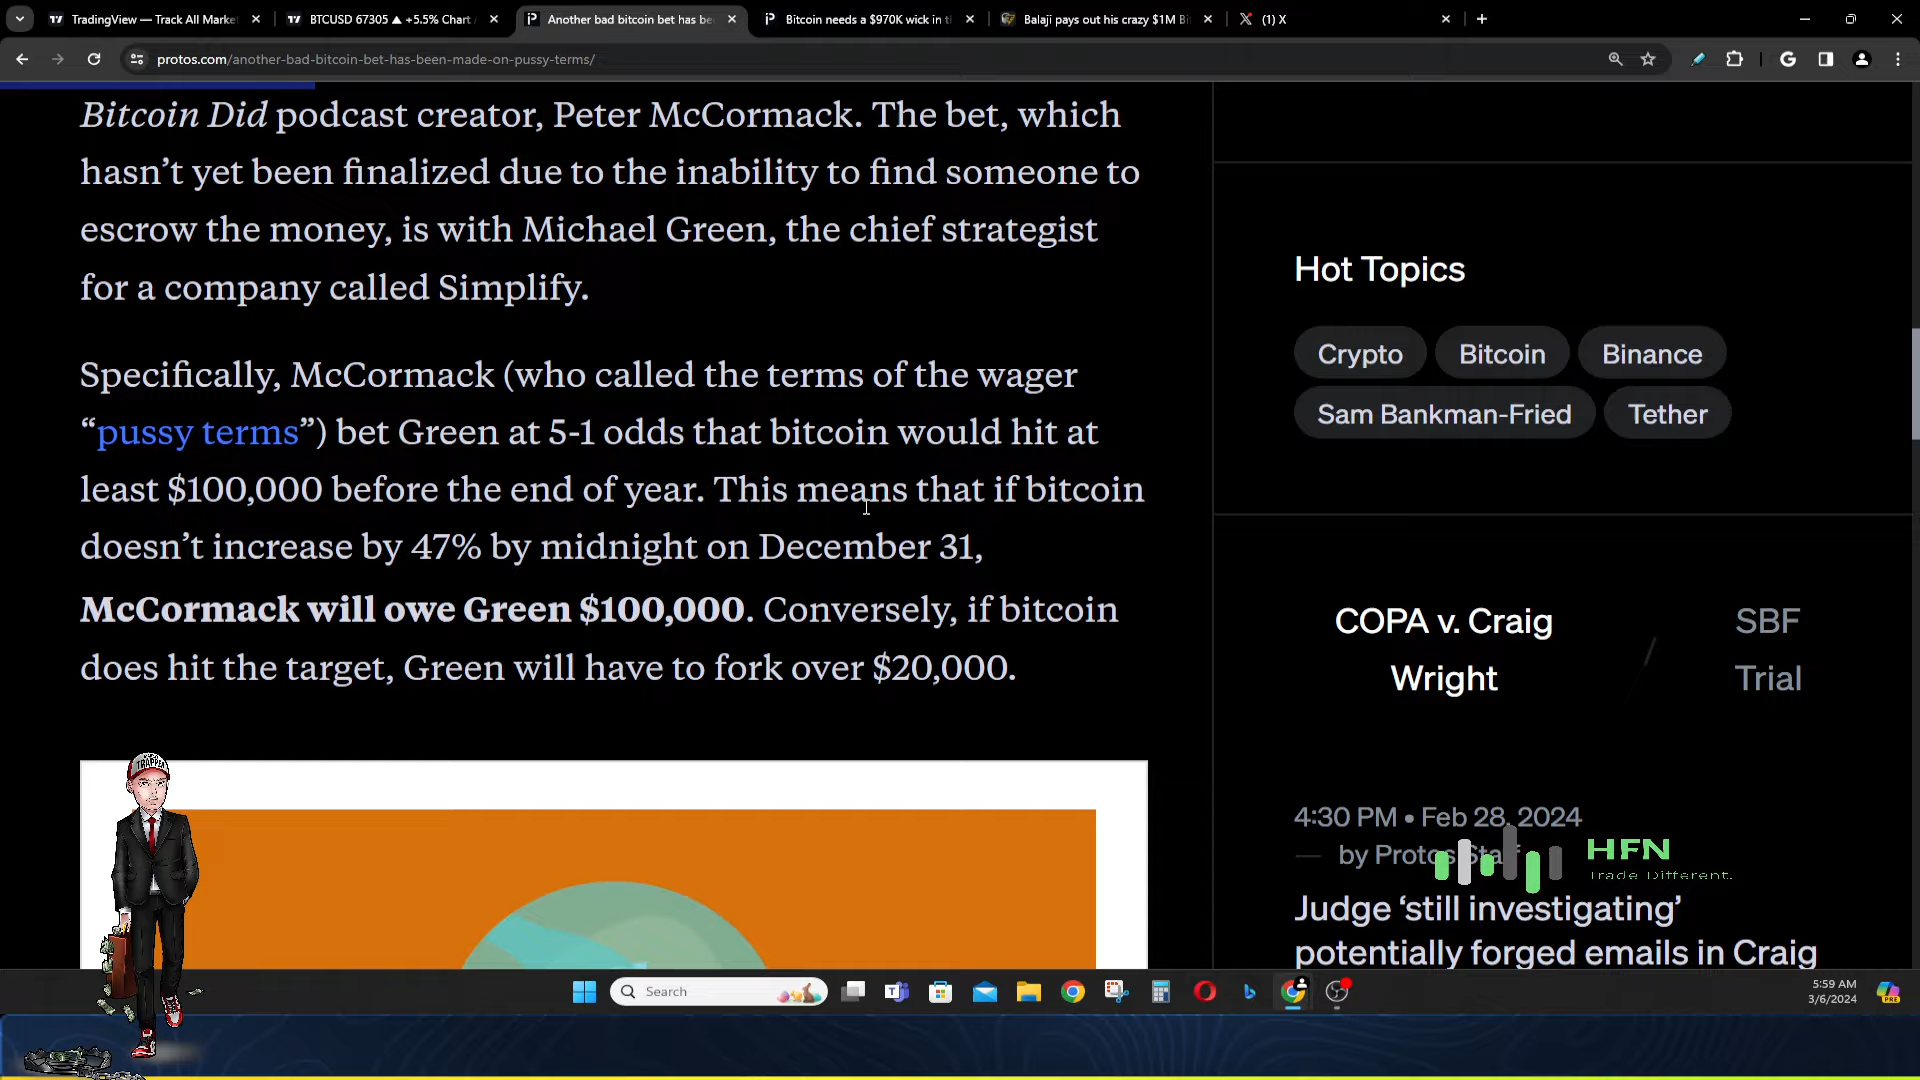 TradingView — Track All Marke
BTCUSD 67305 ▲ +5.5% Chart
Another bad bitcoin bet has be
Bitcoin needs a $970K wick in t
Balaji pays out his crazy $1M Bi
(1) X
protos.com/another-bad-bitcoin-bet-has-been-made-on-pussy-terms/
Bitcoin Did podcast creator, Peter McCormack. The bet, which
hasn’t yet been finalized due to the inability to find someone to
escrow the money, is with Michael Green, the chief strategist
for a company called Simplify.
Specifically, McCormack (who called the terms of the wager
“pussy terms”) bet Green at 5-1 odds that bitcoin would hit at
least $100,000 before the end of year. This means that if bitcoin
doesn’t increase by 47% by midnight on December 31,
McCormack will owe Green $100,000. Conversely, if bitcoin
does hit the target, Green will have to fork over $20,000.
Hot Topics
Crypto
Bitcoin
Binance
Sam Bankman-Fried
Tether
COPA v. Craig
Wright
/
SBF
Trial
4:30 PM • Feb 28, 2024
— by Protos Staff
HFN
Trade Different.
Judge ‘still investigating’
potentially forged emails in Craig
TRAPPER
Search
5:59 AM
3/6/2024
PRE